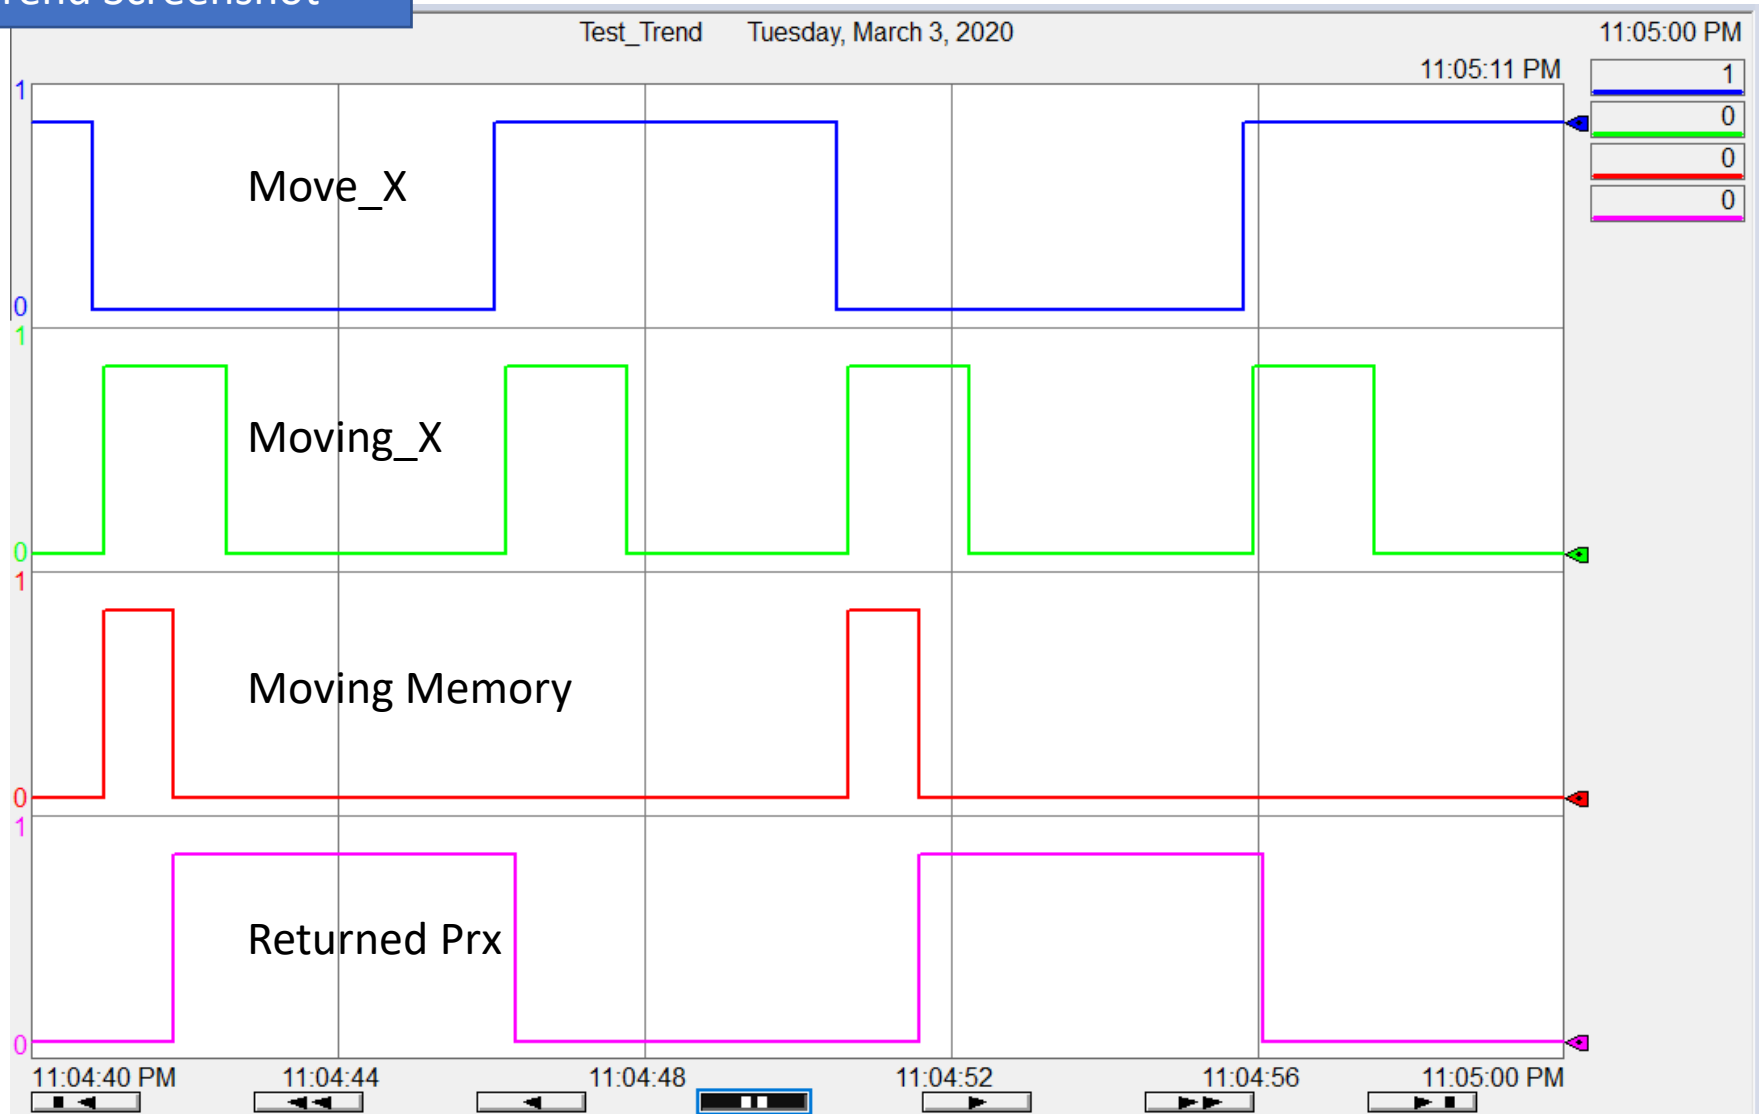 Trend Screenshot
Test_Trend Tuesday, March 3, 2020 11:05:00 PM
11:05:11 PM
1
0
0
0
1
Move_X
0
1
Moving_X
0
1
Moving Memory
0
1
Returned Prx
0
11:04:40 PM 11:04:44 11:04:48 11:04:52 11:04:56 11:05:00 PM